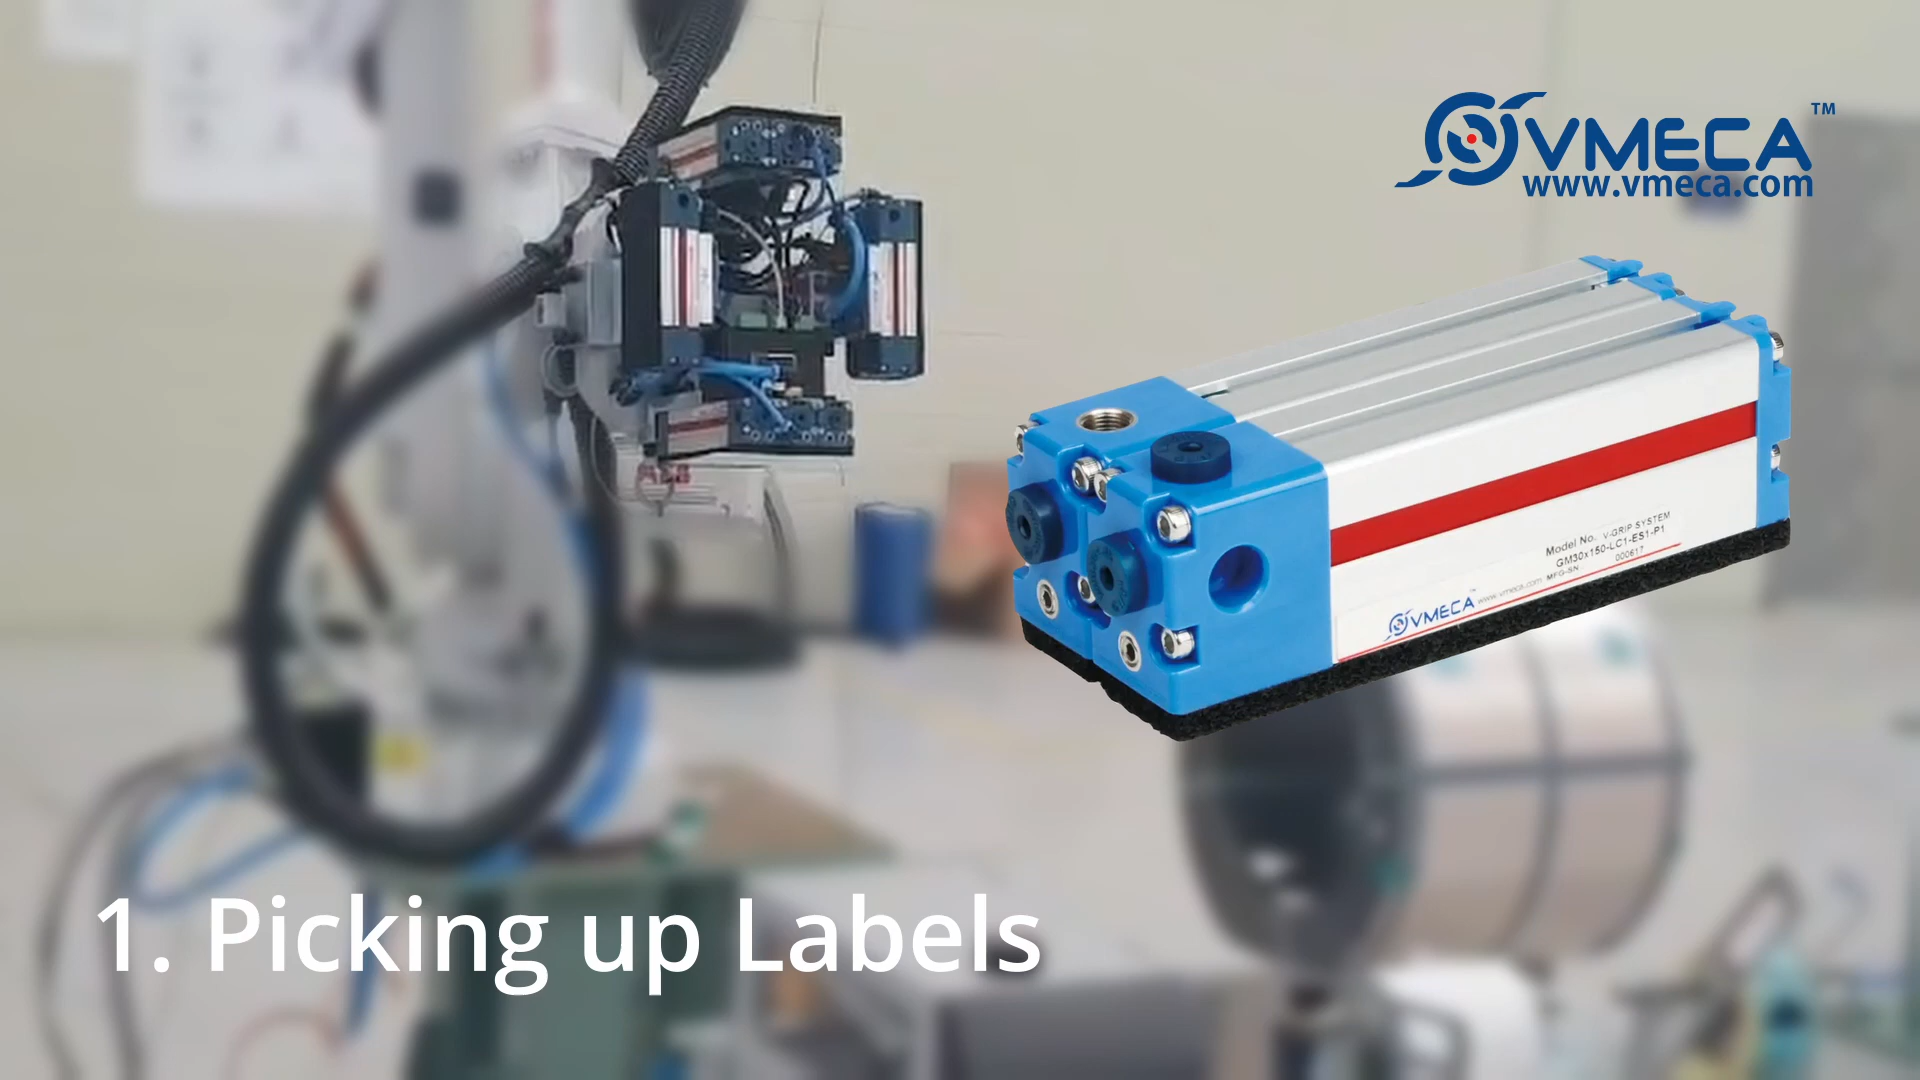 VMECA™
www.vmeca.com
Model No. V-GRIP SYSTEM
GM30x150-LC1-ES1-P1
MFG-SN 000617
VMECA™ www.vmeca.com
1. Picking up Labels